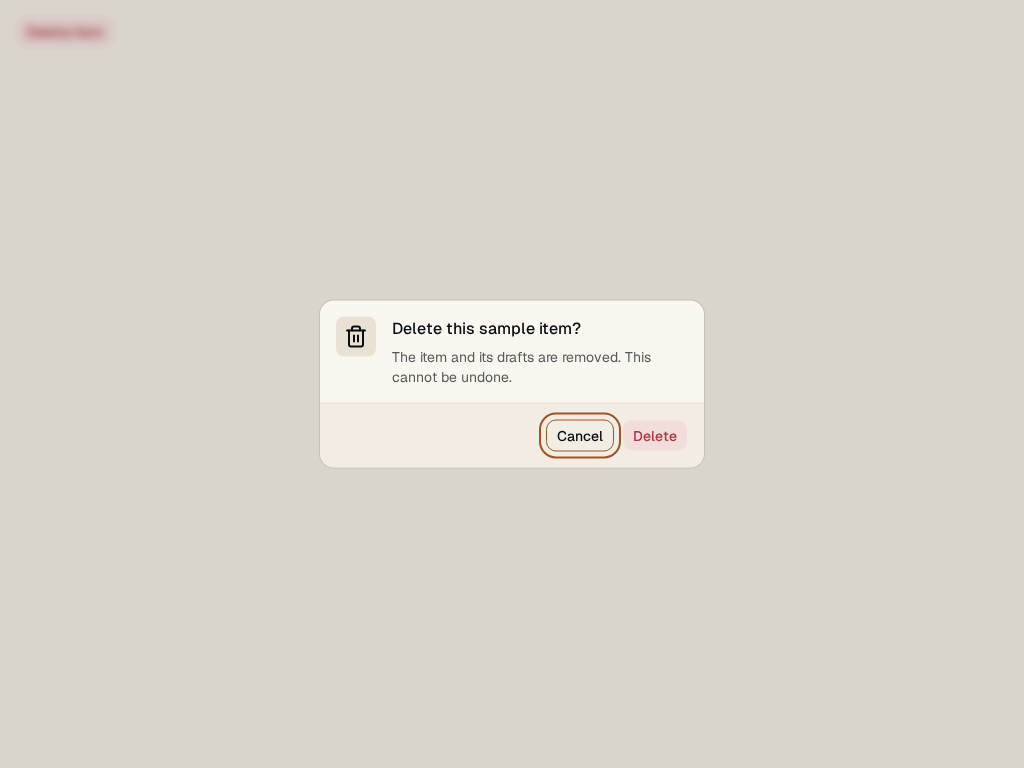 Delete this sample item?
The item and its drafts are removed. This
cannot be undone.
Cancel
Delete